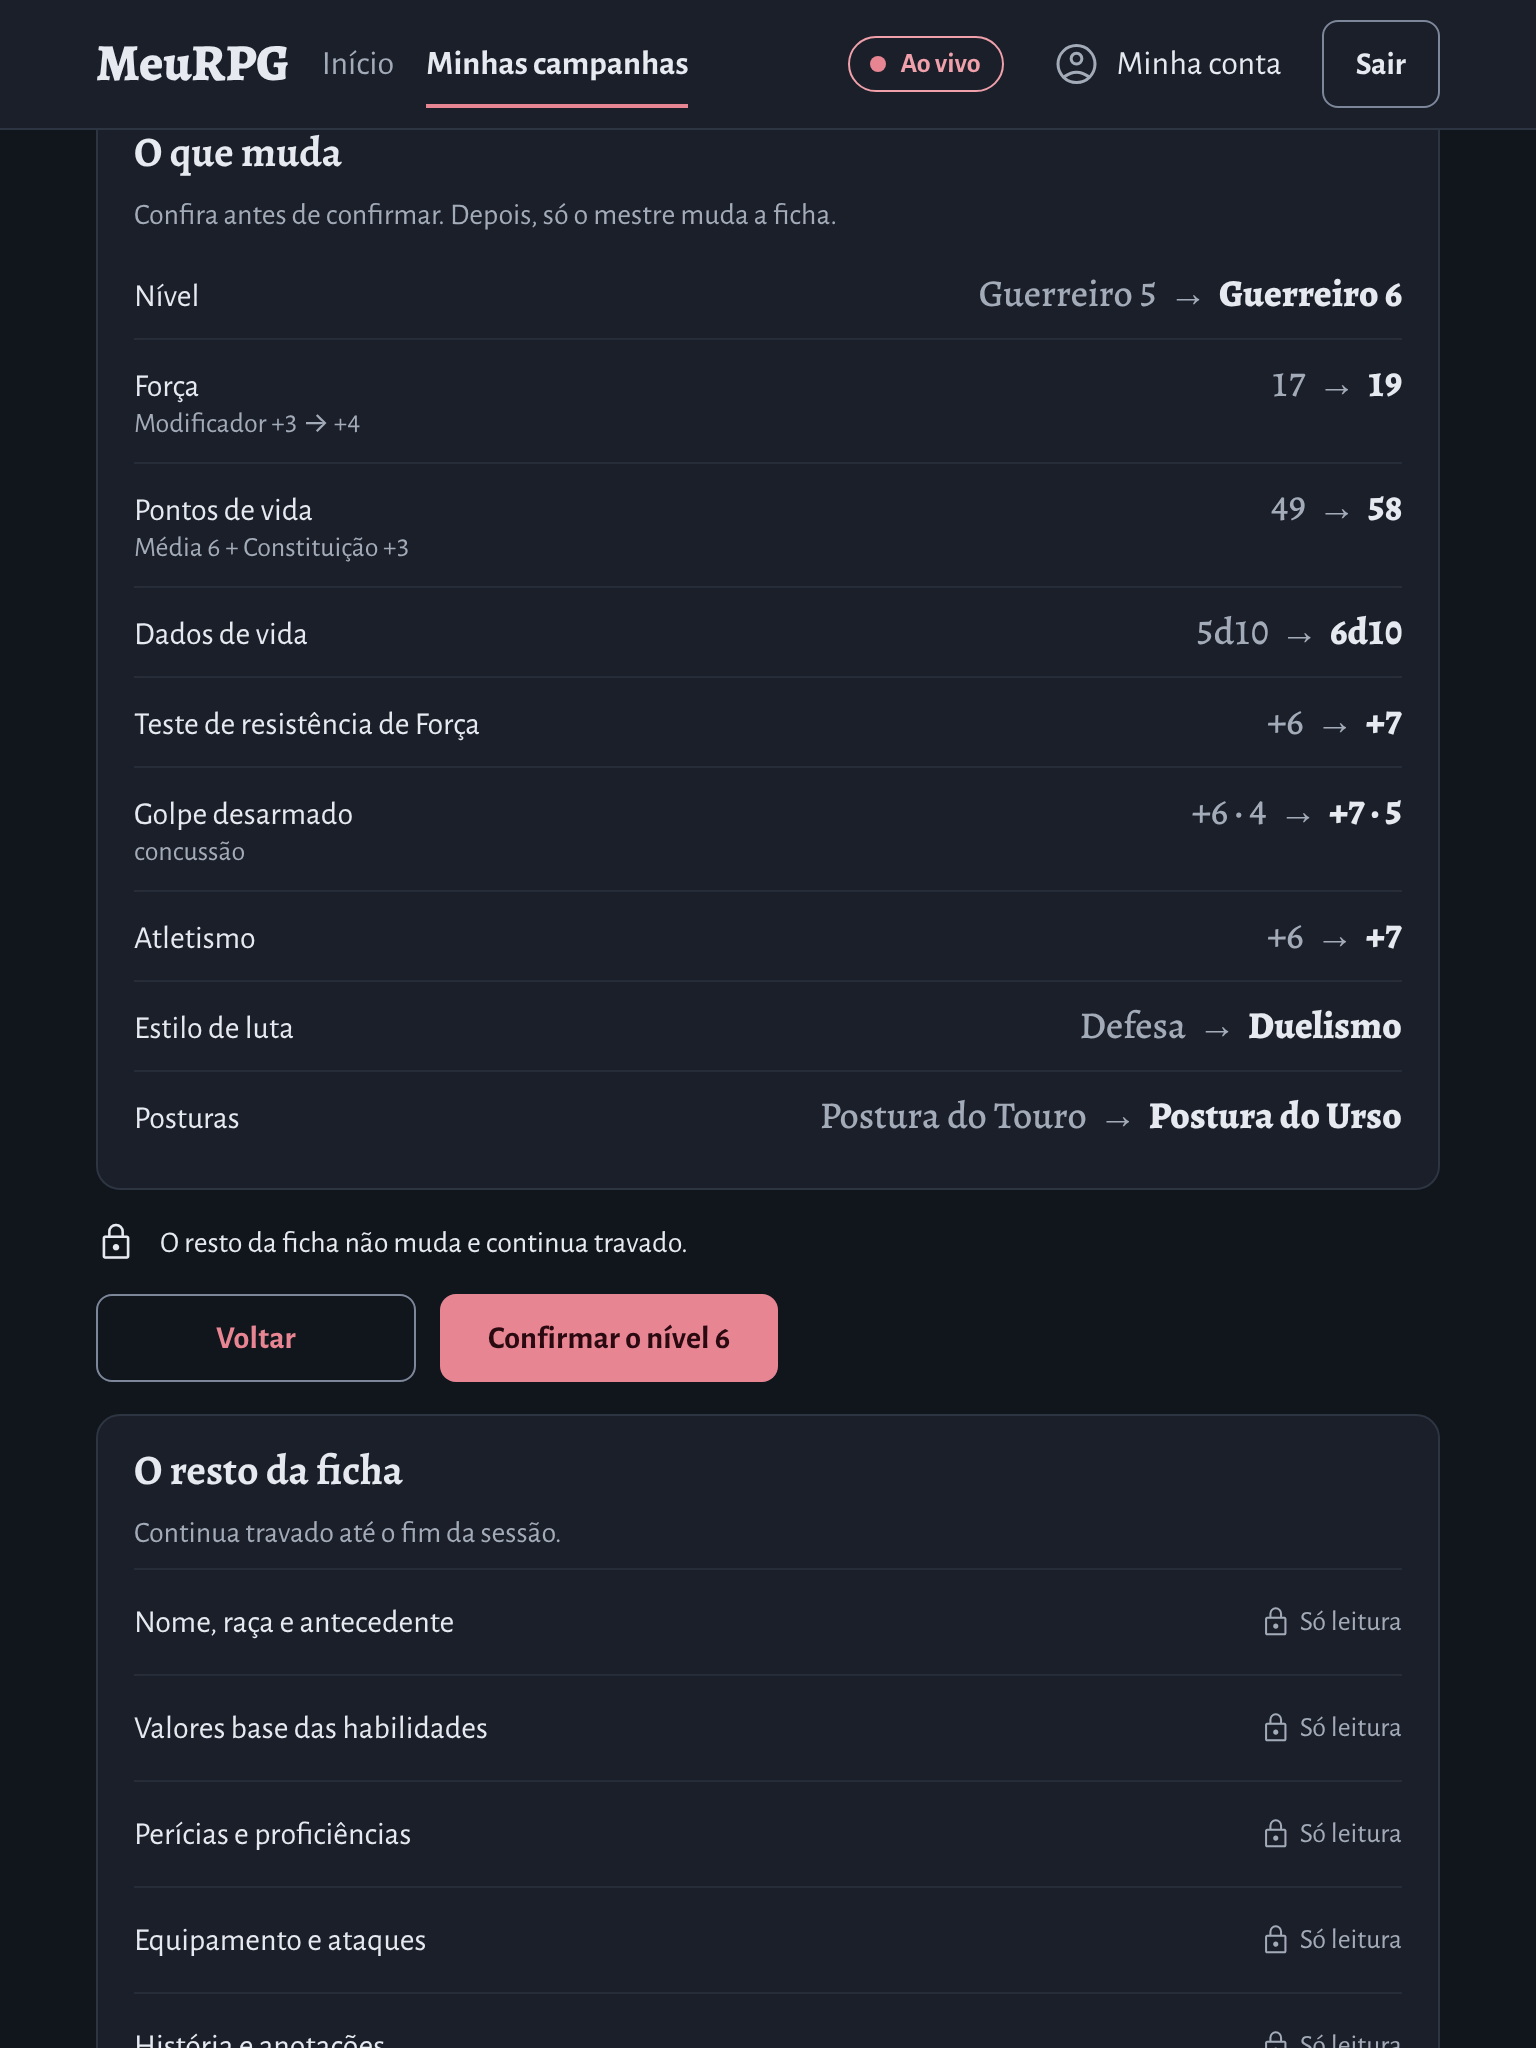 MeuRPG Início Minhas campanhas Ao vivo Minha conta Sair
O que muda
Confira antes de confirmar. Depois, só o mestre muda a ficha.
Nível Guerreiro 5 → Guerreiro 6
Força 17 → 19
Modificador +3 → +4
Pontos de vida 49 → 58
Média 6 + Constituição +3
Dados de vida 5d10 → 6d10
Teste de resistência de Força +6 → +7
Golpe desarmado +6 · 4 → +7 · 5
concussão
Atletismo +6 → +7
Estilo de luta Defesa → Duelismo
Posturas Postura do Touro → Postura do Urso
O resto da ficha não muda e continua travado.
Voltar Confirmar o nível 6
O resto da ficha
Continua travado até o fim da sessão.
Nome, raça e antecedente Só leitura
Valores base das habilidades Só leitura
Perícias e proficiências Só leitura
Equipamento e ataques Só leitura
História e anotações Só leitura